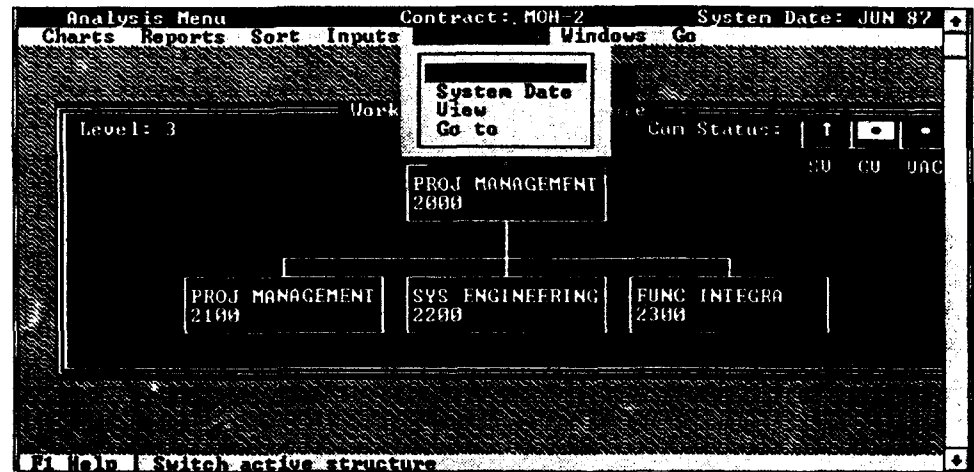 Analysis Menu Contract: MOH-2 System Date: JUN 87
Charts Reports Sort Inputs Windows Go
System Date
View
Go to
Work
Level: 3 Cum Status:
SV CV VAC
PROJ MANAGEMENT
2000
PROJ MANAGEMENT SYS ENGINEERING FUNC INTEGRA
2100 2200 2300
F1 Help Switch active structure